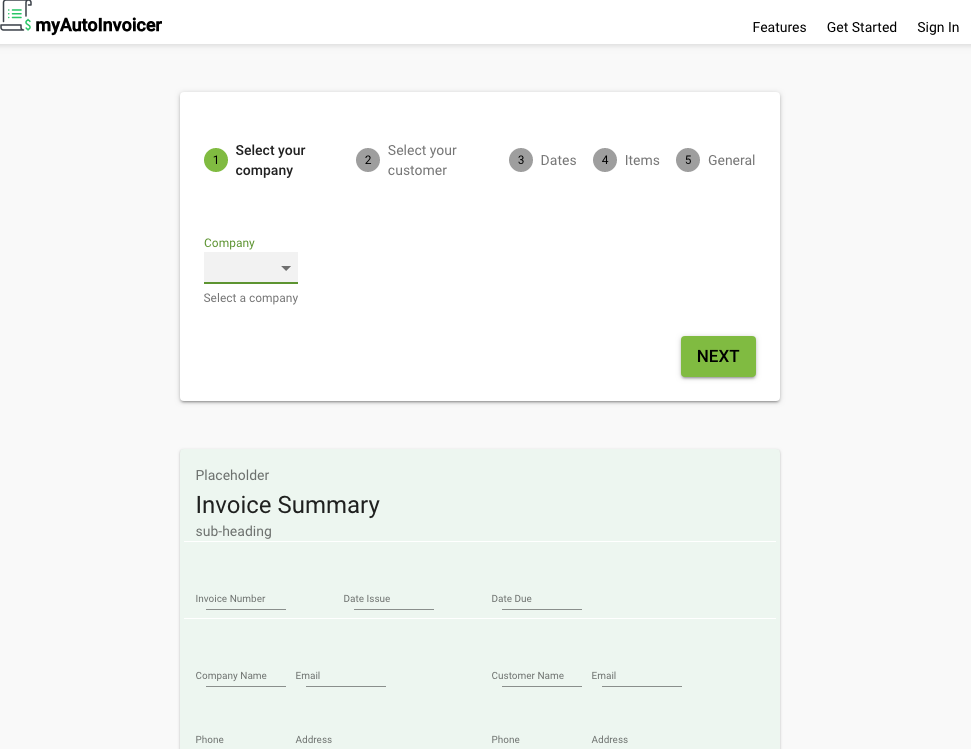 myAutoInvoicer
Features Get Started Sign In
1 Select your company 2 Select your customer 3 Dates 4 Items 5 General
Company
Select a company
NEXT
Placeholder
Invoice Summary
sub-heading
Invoice Number Date Issue Date Due
Company Name Email Customer Name Email
Phone Address Phone Address